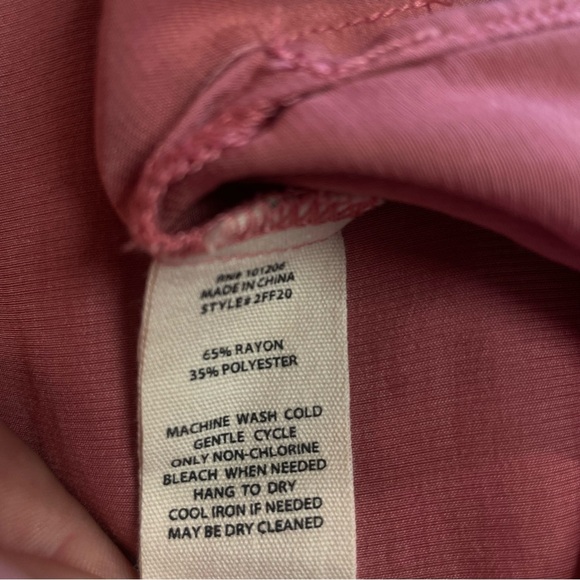 RN# 101206
MADE IN CHINA
STYLE# 2FF20
65% RAYON
35% POLYESTER
MACHINE WASH COLD
GENTLE CYCLE
ONLY NON-CHLORINE
BLEACH WHEN NEEDED
HANG TO DRY
COOL IRON IF NEEDED
MAY BE DRY CLEANED